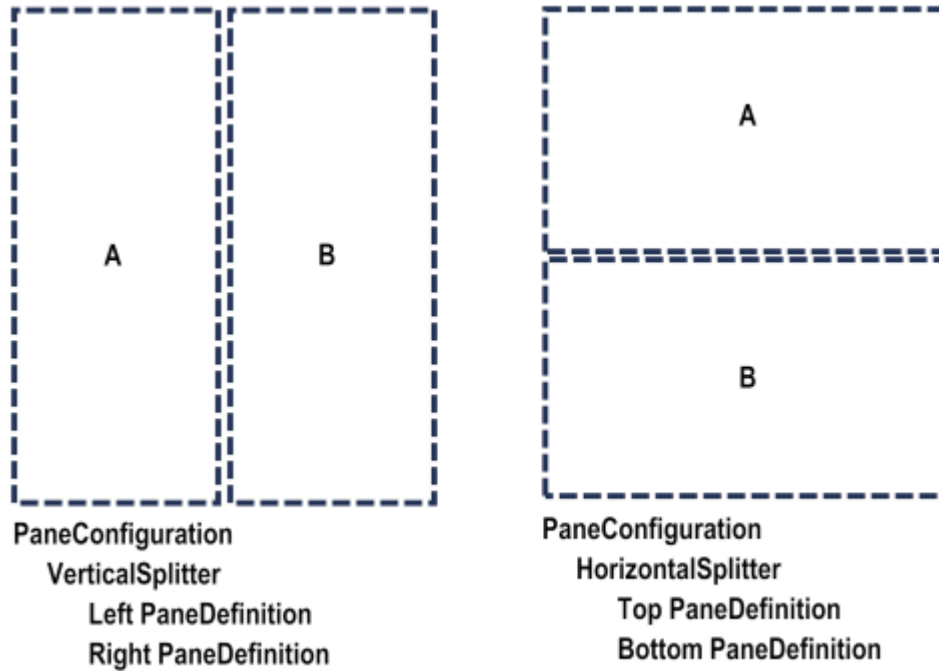 A
B
PaneConfiguration
VerticalSplitter
Left PaneDefinition
Right PaneDefinition
A
B
PaneConfiguration
HorizontalSplitter
Top PaneDefinition
Bottom PaneDefinition